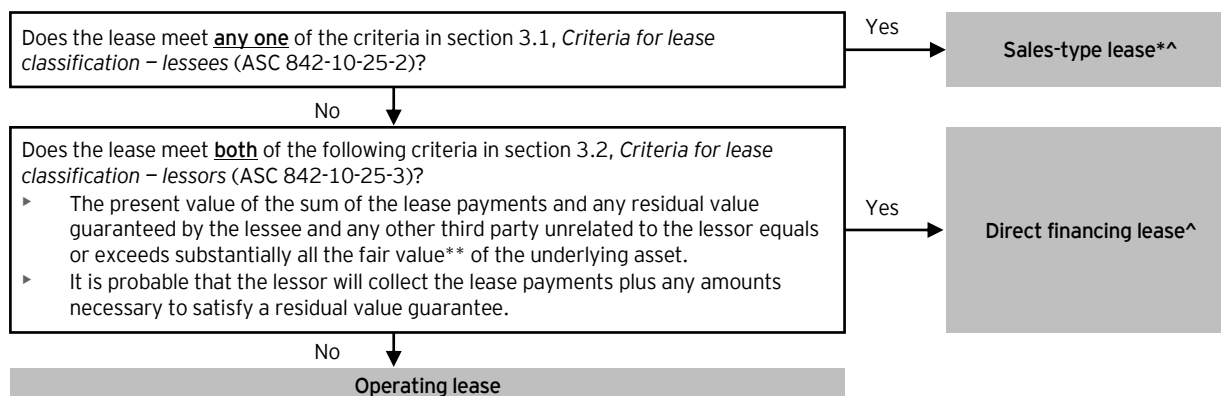 Does the lease meet any one of the criteria in section 3.1, Criteria for lease
classification – lessees (ASC 842-10-25-2)?
Yes
Sales-type lease*^
No
Does the lease meet both of the following criteria in section 3.2, Criteria for lease
classification – lessors (ASC 842-10-25-3)?
The present value of the sum of the lease payments and any residual value
guaranteed by the lessee and any other third party unrelated to the lessor equals
or exceeds substantially all the fair value** of the underlying asset.
It is probable that the lessor will collect the lease payments plus any amounts
necessary to satisfy a residual value guarantee.
Yes
Direct financing lease^
No
Operating lease